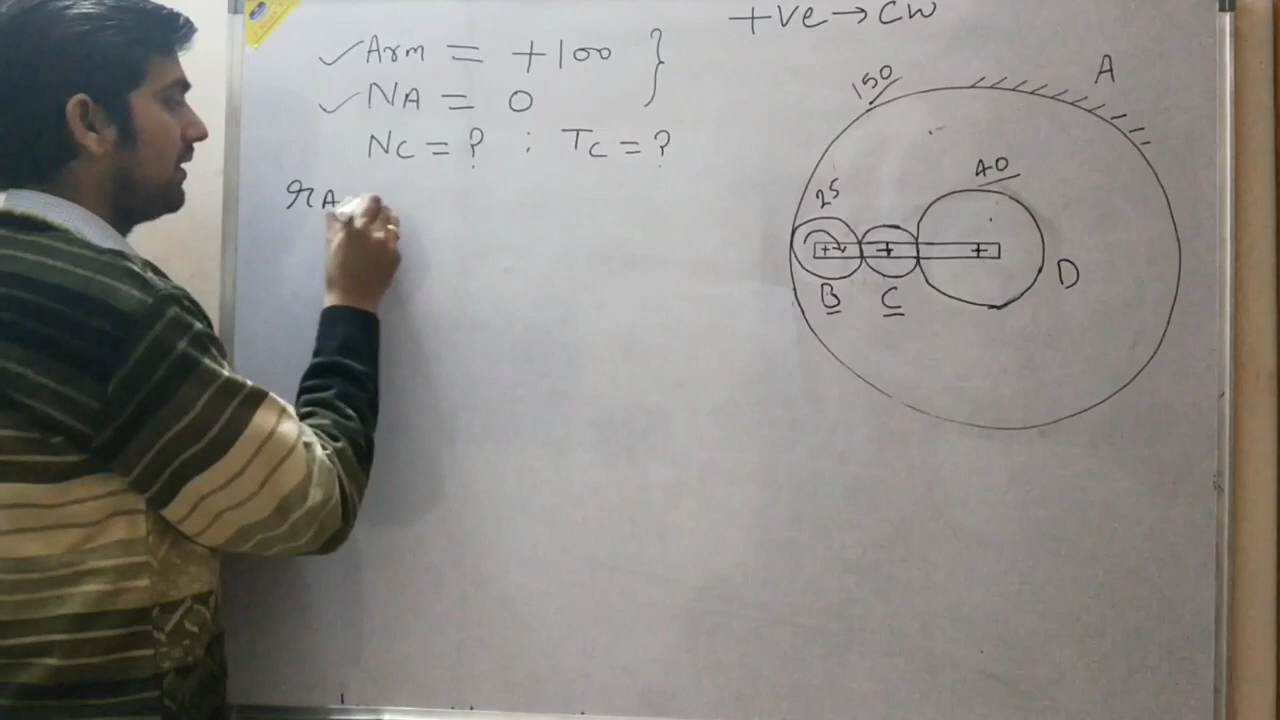 +ve → CW
Arm = +100
NA = 0
NC = ? : TC = ?
rA
150
A
40
25
B
C
D